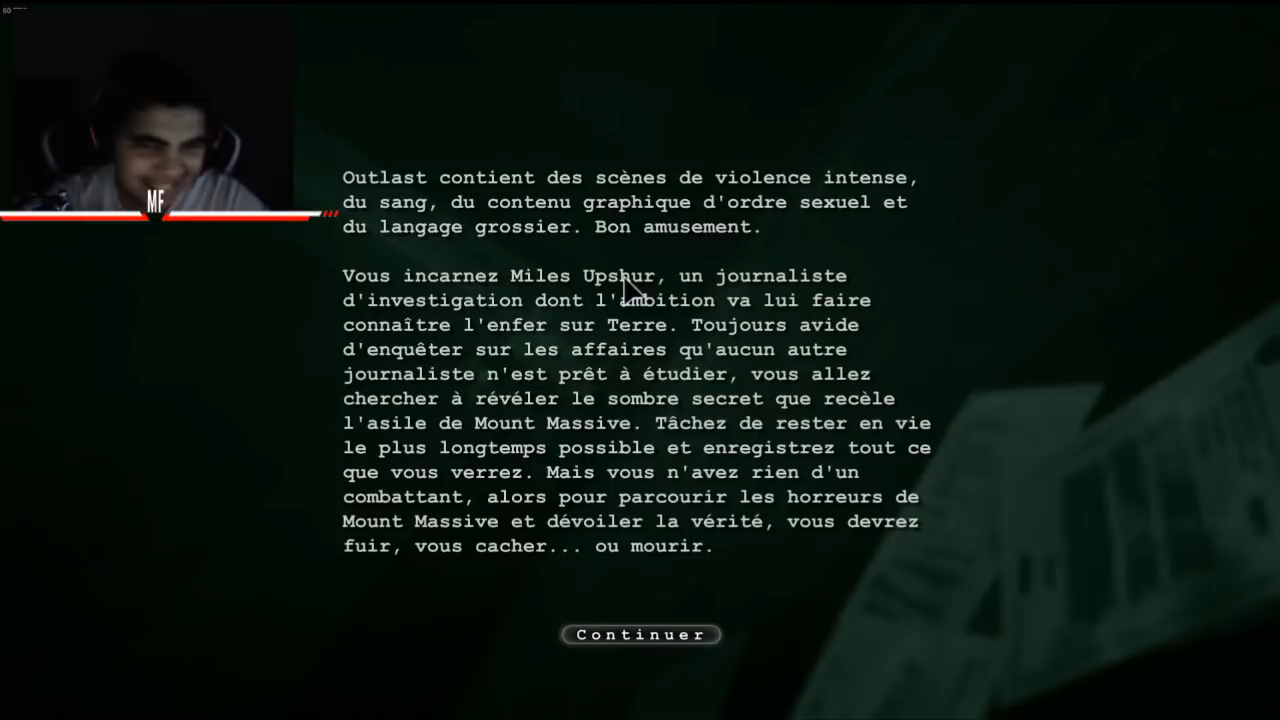 60
MF
Outlast contient des scènes de violence intense,
du sang, du contenu graphique d'ordre sexuel et
du langage grossier. Bon amusement.
Vous incarnez Miles Upshur, un journaliste
d'investigation dont l'ambition va lui faire
connaître l'enfer sur Terre. Toujours avide
d'enquêter sur les affaires qu'aucun autre
journaliste n'est prêt à étudier, vous allez
chercher à révéler le sombre secret que recèle
l'asile de Mount Massive. Tâchez de rester en vie
le plus longtemps possible et enregistrez tout ce
que vous verrez. Mais vous n'avez rien d'un
combattant, alors pour parcourir les horreurs de
Mount Massive et dévoiler la vérité, vous devrez
fuir, vous cacher... ou mourir.
Continuer